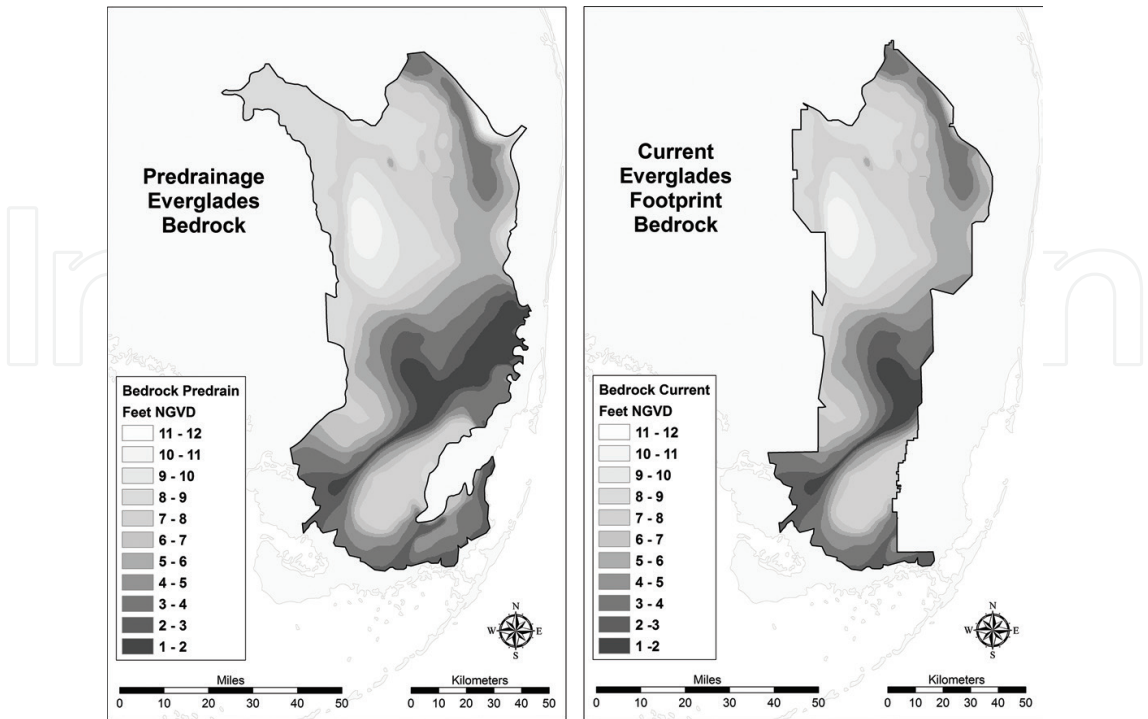 Predrainage
Everglades
Bedrock
Bedrock Predrain
Feet NGVD
11 - 12
10 - 11
9 - 10
8 - 9
7 - 8
6 - 7
5 - 6
4 - 5
3 - 4
2 - 3
1 - 2
N
W E
S
Miles
0 10 20 30 40 50
Kilometers
0 10 20 30 40 50
Current
Everglades
Footprint
Bedrock
Bedrock Current
Feet NGVD
11 - 12
10 - 11
9 - 10
8 - 9
7 - 8
6 - 7
5 - 6
4 - 5
3 - 4
2 -3
1 -2
N
W E
S
Miles
0 10 20 30 40 50
Kilometers
0 10 20 30 40 50